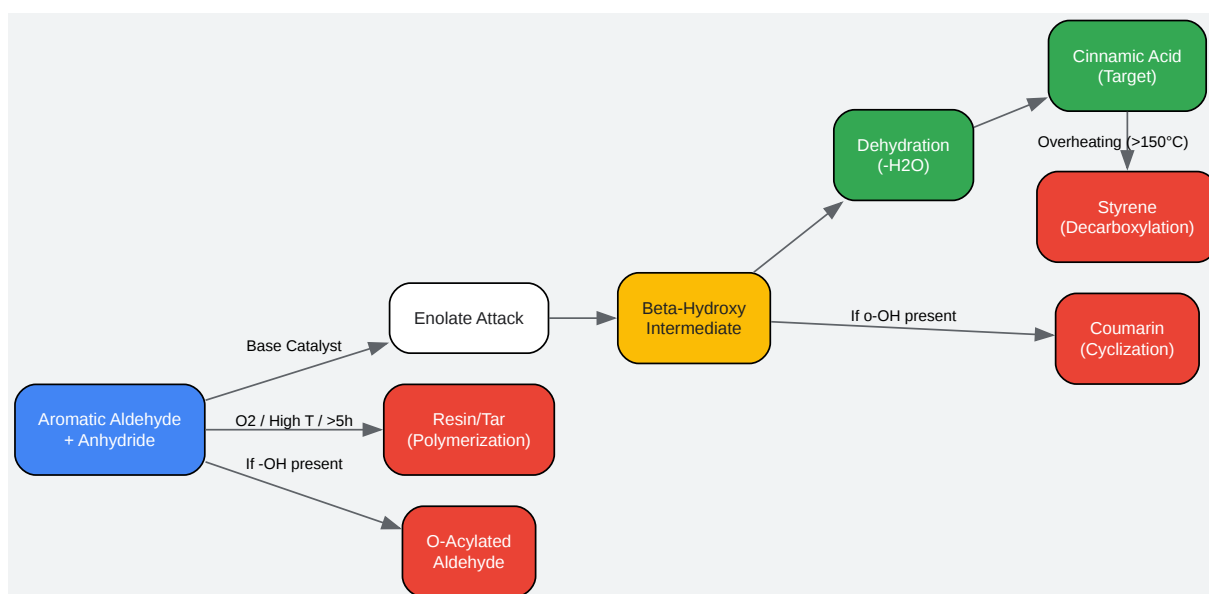 Cinnamic Acid
(Target)
Overheating (>150°C)
Dehydration
(-H2O)
Styrene
(Decarboxylation)
Beta-Hydroxy
Intermediate
Enolate Attack
If o-OH present
Coumarin
(Cyclization)
Base Catalyst
Aromatic Aldehyde
+ Anhydride
O2 / High T / >5h
Resin/Tar
(Polymerization)
If -OH present
O-Acylated
Aldehyde